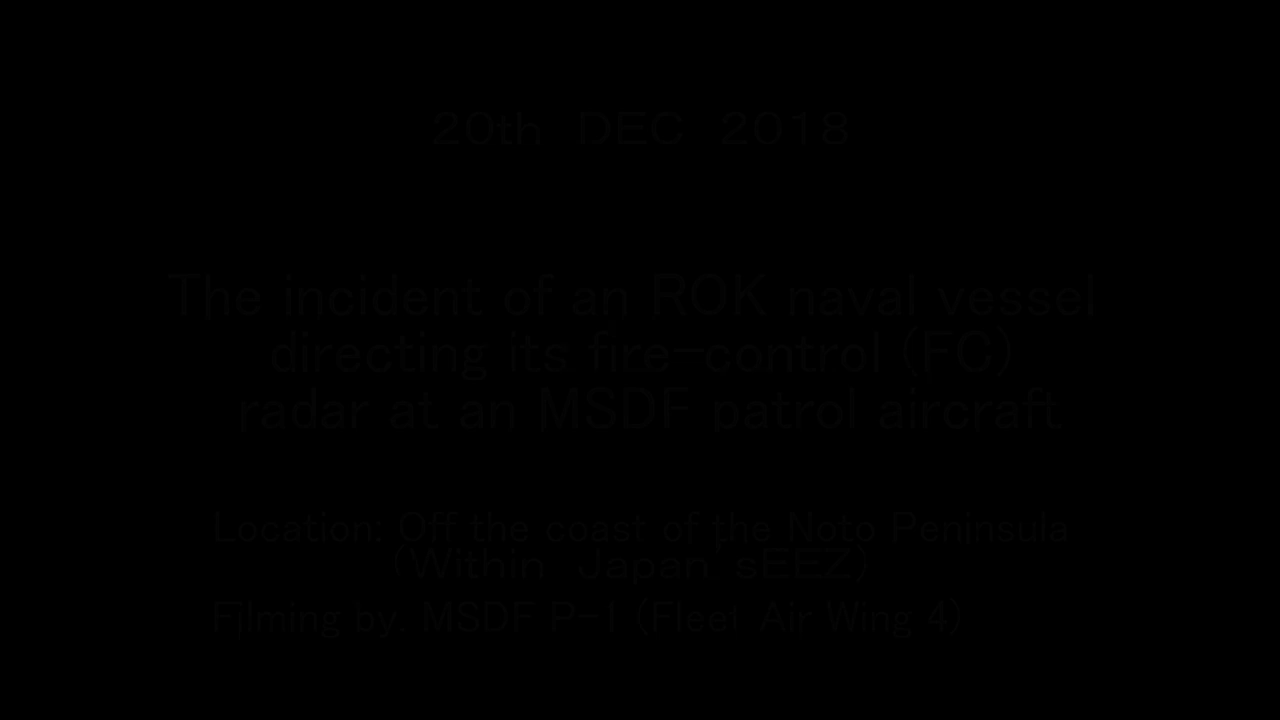 20th DEC 2018
The incident of an ROK naval vessel
directing its fire-control (FC)
radar at an MSDF patrol aircraft
Location: Off the coast of the Noto Peninsula
(Within Japan'sEEZ)
Filming by: MSDF P-1 (Fleet Air Wing 4)